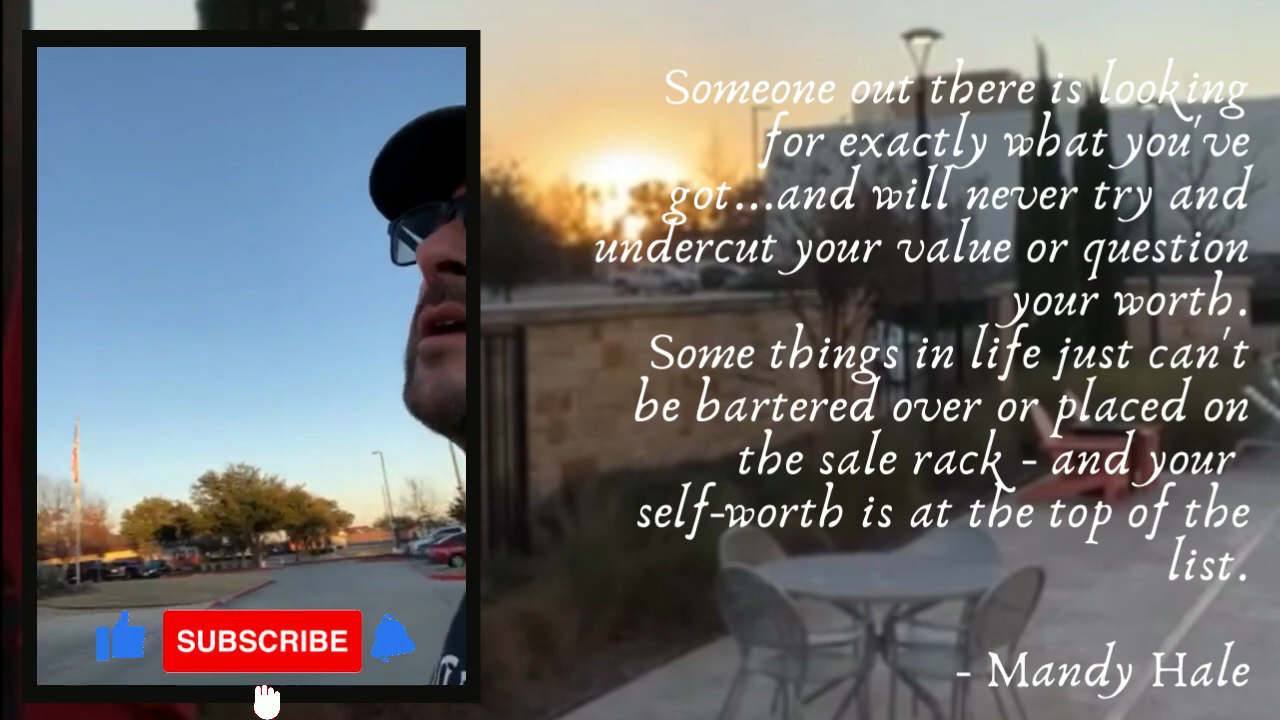 Someone out there is looking
for exactly what you've
got...and will never try and
undercut your value or question
your worth.
Some things in life just can't
be bartered over or placed on
the sale rack - and your
self-worth is at the top of the
list.
- Mandy Hale
SUBSCRIBE